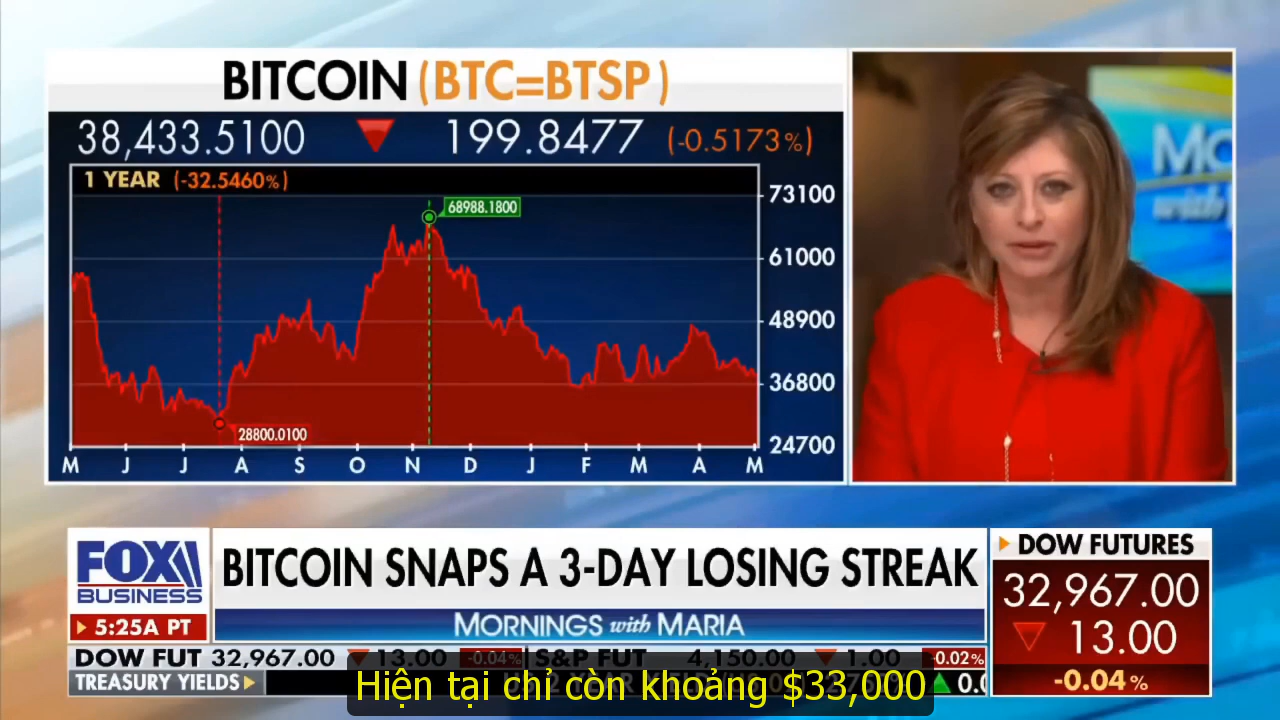 BITCOIN (BTC=BTSP)
38,433.5100 199.8477 (-0.5173%)
1 YEAR (-32.5460%)
68988.1800
28800.0100
73100
61000
48900
36800
24700
M J J A S O N D J F M A M
FOX
BUSINESS
5:25A PT
BITCOIN SNAPS A 3-DAY LOSING STREAK
MORNINGS with MARIA
DOW FUTURES
32,967.00
13.00
-0.04%
DOW FUT 32,967.00 13.00 -0.04% S&P FUT 4,150.00 1.00 -0.02%
TREASURY YIELDS
Hiện tại chỉ còn khoảng $33,000